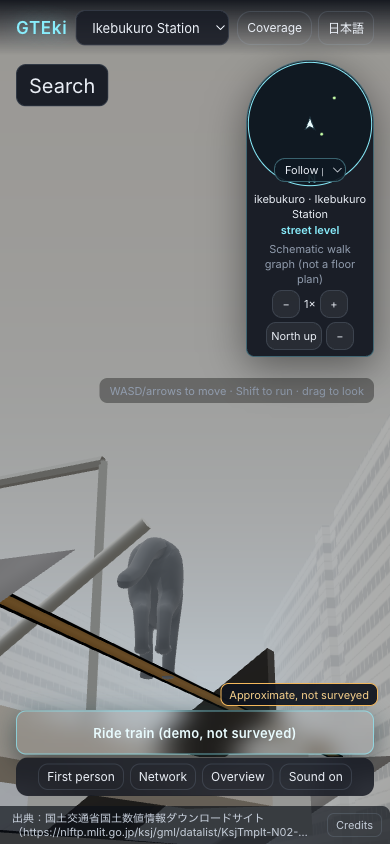 GTEki
Ikebukuro Station
Coverage
日本語
Search
Follow
ikebukuro · Ikebukuro
Station
street level
Schematic walk
graph (not a floor
plan)
− 1× +
North up −
WASD/arrows to move · Shift to run · drag to look
Approximate, not surveyed
Ride train (demo, not surveyed)
First person
Network
Overview
Sound on
出典：国土交通省国土数値情報ダウンロードサイト
（https://nlftp.mlit.go.jp/ksj/gml/datalist/KsjTmplt-N02-...
Credits